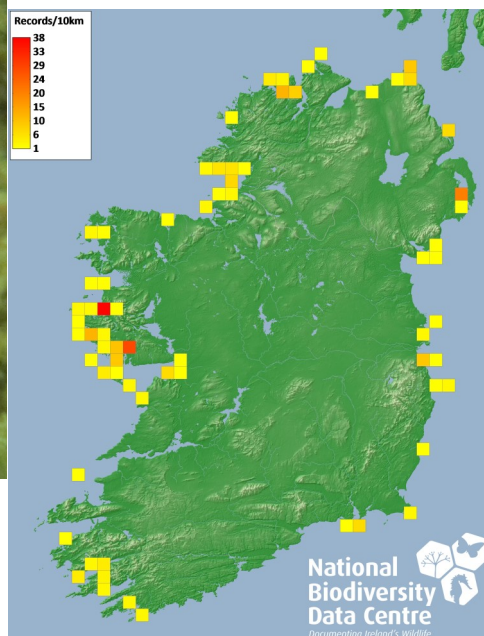 Records/10km
38
33
29
24
20
15
10
6
1
National
Biodiversity
Data Centre
Documenting Ireland's Wildlife